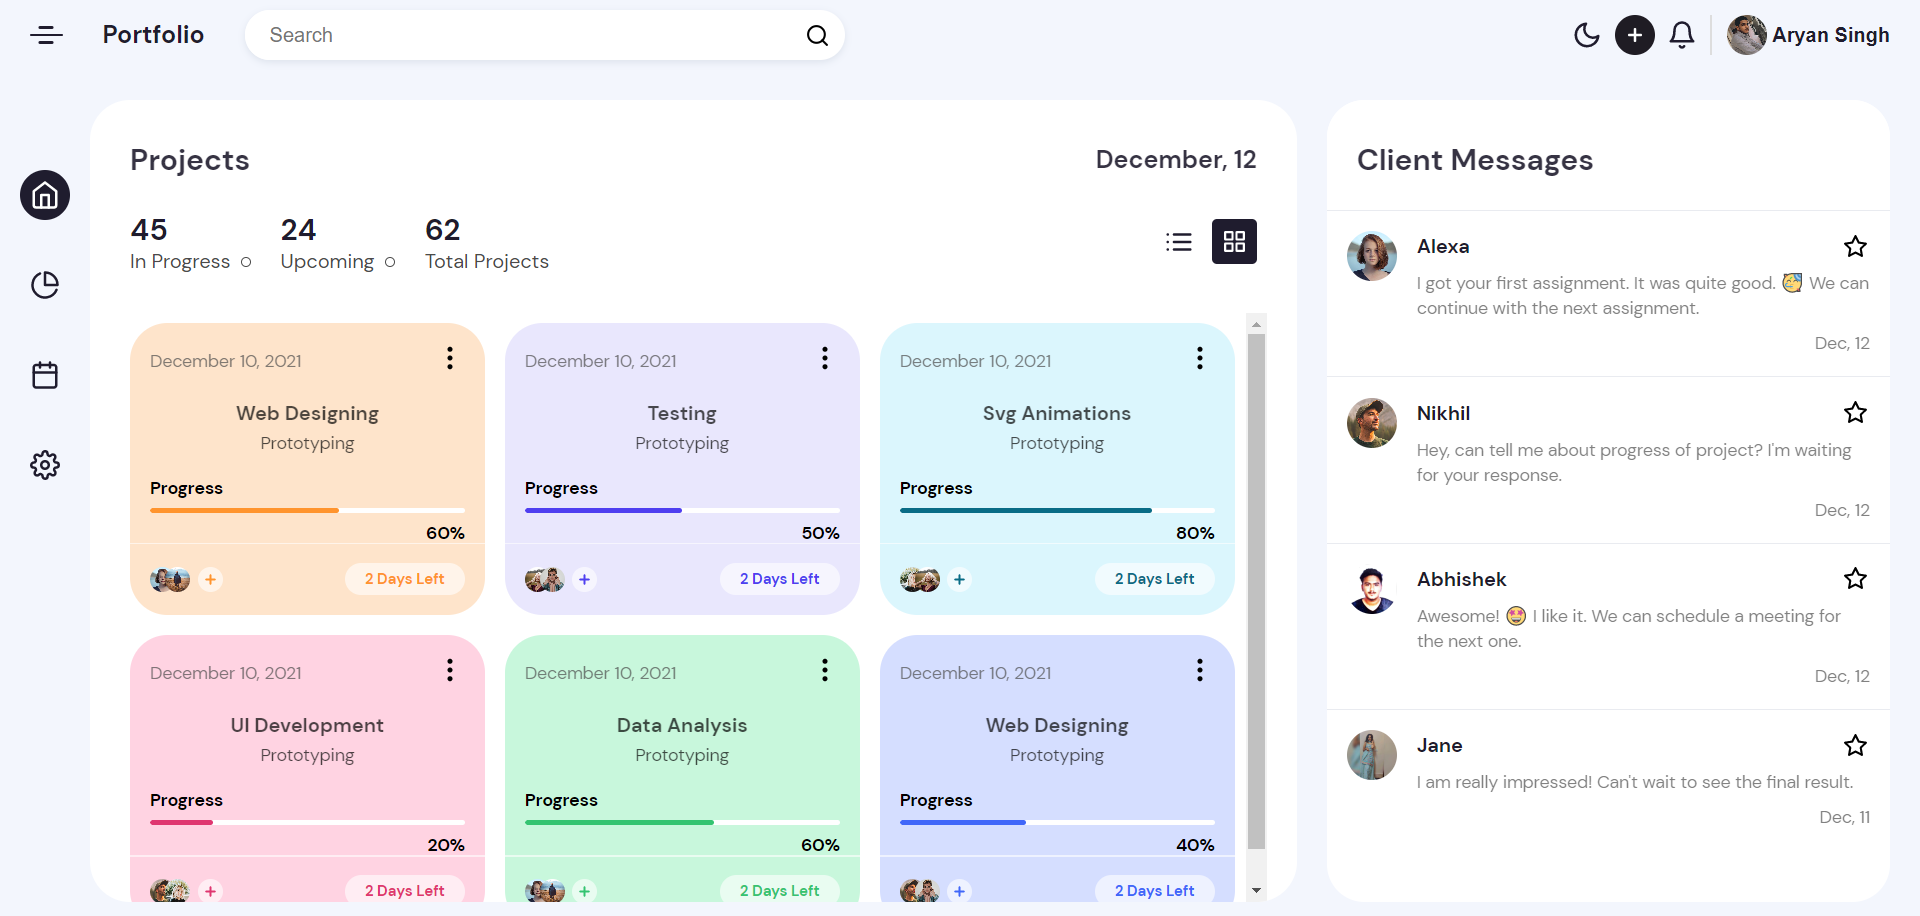 Portfolio
Search
Aryan Singh
Projects
December, 12
45
In Progress
24
Upcoming
62
Total Projects
December 10, 2021
Web Designing
Prototyping
Progress
60%
2 Days Left
December 10, 2021
Testing
Prototyping
Progress
50%
2 Days Left
December 10, 2021
Svg Animations
Prototyping
Progress
80%
2 Days Left
December 10, 2021
UI Development
Prototyping
Progress
20%
2 Days Left
December 10, 2021
Data Analysis
Prototyping
Progress
60%
2 Days Left
December 10, 2021
Web Designing
Prototyping
Progress
40%
2 Days Left
Client Messages
Alexa
I got your first assignment. It was quite good. 🥳 We can
continue with the next assignment.
Dec, 12
Nikhil
Hey, can tell me about progress of project? I'm waiting
for your response.
Dec, 12
Abhishek
Awesome! 🤩 I like it. We can schedule a meeting for
the next one.
Dec, 12
Jane
I am really impressed! Can't wait to see the final result.
Dec, 11